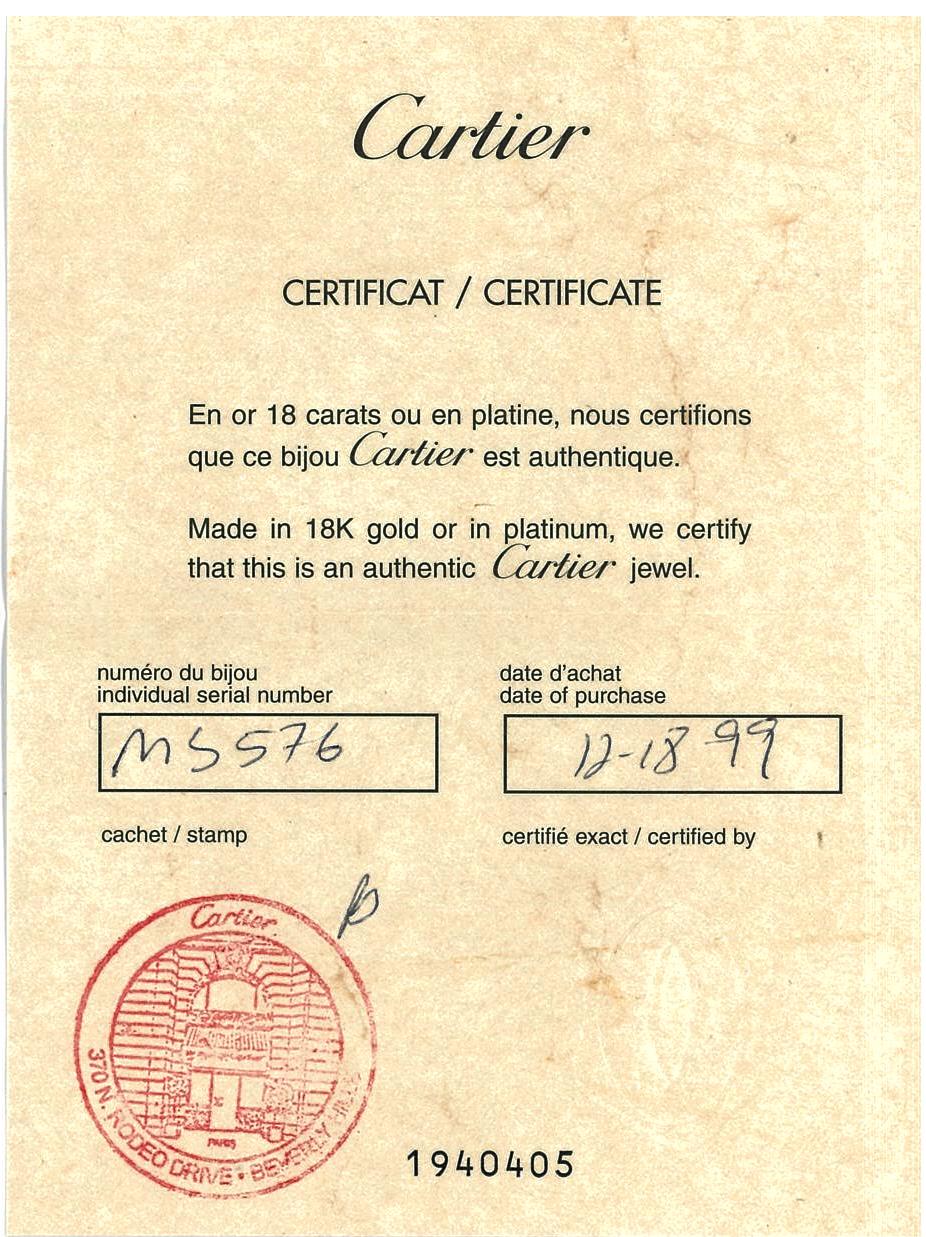 Cartier
CERTIFICAT / CERTIFICATE
En or 18 carats ou en platine, nous certifions
que ce bijou Cartier est authentique.
Made in 18K gold or in platinum, we certify
that this is an authentic Cartier jewel.
numéro du bijou
individual serial number
date d'achat
date of purchase
MS576
12-18 99
cachet / stamp
certifié exact / certified by
Cartier
PARIS
370 N. RODEO DRIVE • BEVERLY HILLS
1940405